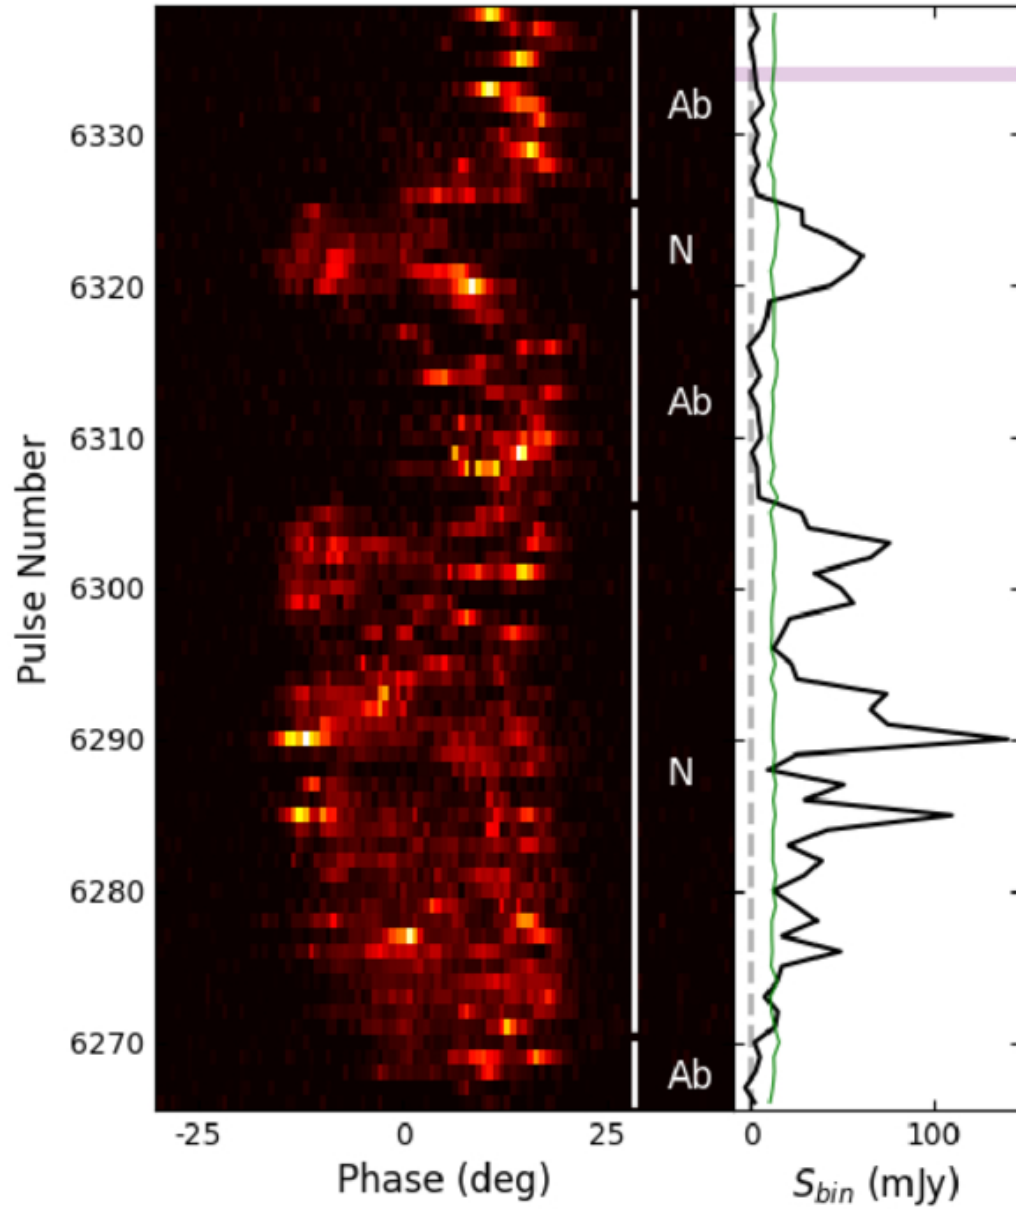 Pulse Number
6330
6320
6310
6300
6290
6280
6270
Ab
N
Ab
N
Ab
-25 0 25
0 100
Phase (deg)
S_bin (mJy)